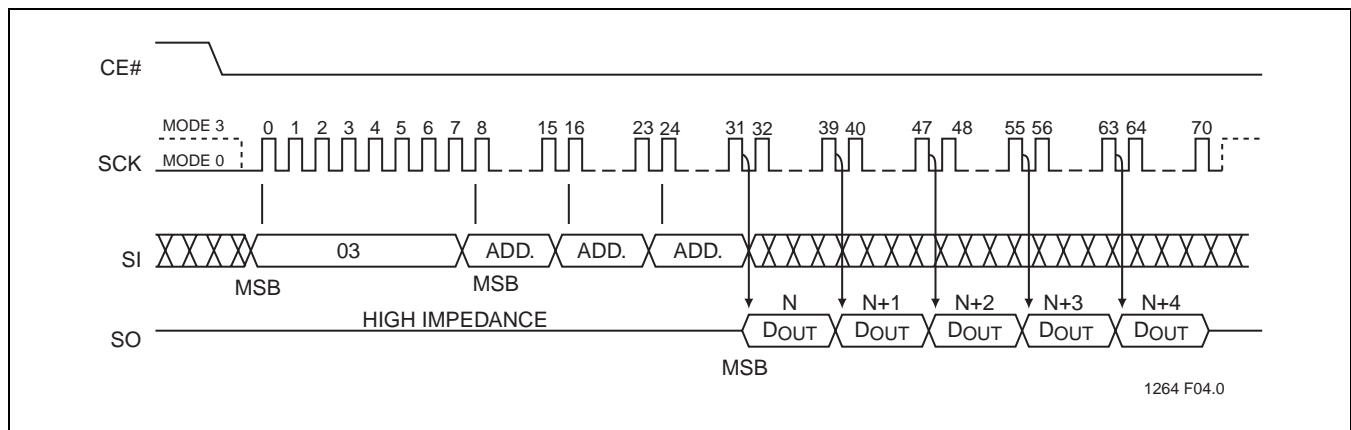 CE#
MODE 3
0 1 2 3 4 5 6 7 8 15 16 23 24 31 32 39 40 47 48 55 56 63 64 70
SCK
MODE 0
SI
03 ADD. ADD. ADD.
MSB MSB
N N+1 N+2 N+3 N+4
HIGH IMPEDANCE
SO
DOUT DOUT DOUT DOUT DOUT
MSB
1264 F04.0